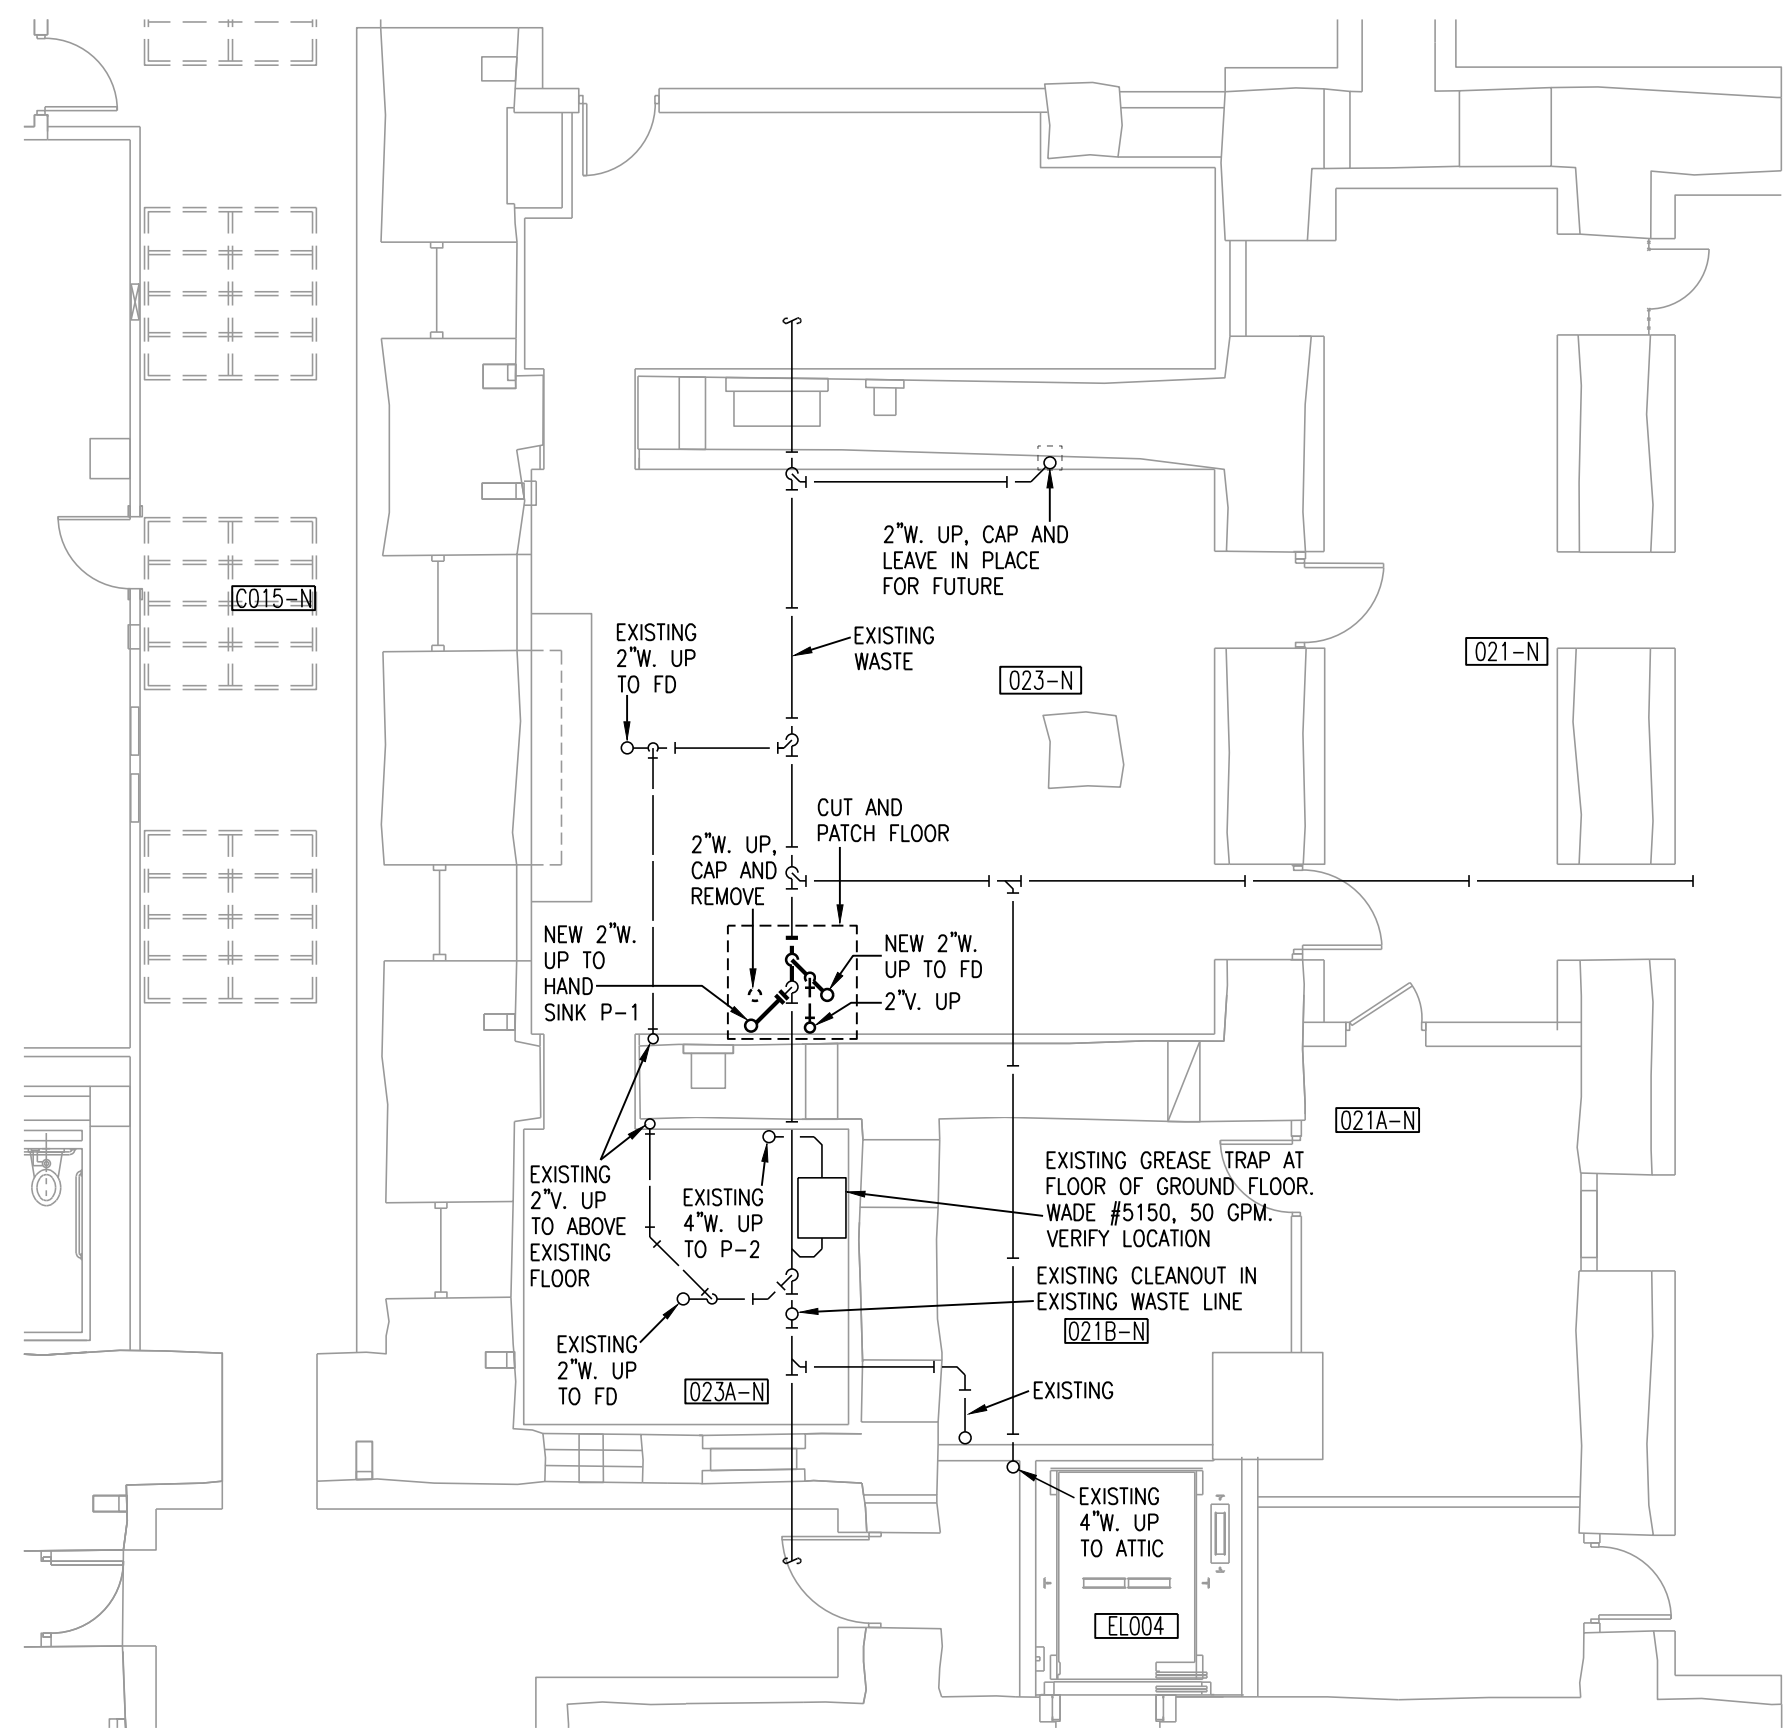 2"W. UP, CAP AND
LEAVE IN PLACE
FOR FUTURE
C015-N
EXISTING
2"W. UP
TO FD
EXISTING
WASTE
023-N
021-N
CUT AND
PATCH FLOOR
2"W. UP,
CAP AND
REMOVE
NEW 2"W.
UP TO
HAND
SINK P-1
NEW 2"W.
UP TO FD
2"V. UP
021A-N
EXISTING
2"V. UP
TO ABOVE
EXISTING
FLOOR
EXISTING
4"W. UP
TO P-2
EXISTING GREASE TRAP AT
FLOOR OF GROUND FLOOR.
WADE #5150, 50 GPM.
VERIFY LOCATION
EXISTING CLEANOUT IN
EXISTING WASTE LINE
021B-N
EXISTING
2"W. UP
TO FD
023A-N
EXISTING
EXISTING
4"W. UP
TO ATTIC
EL004